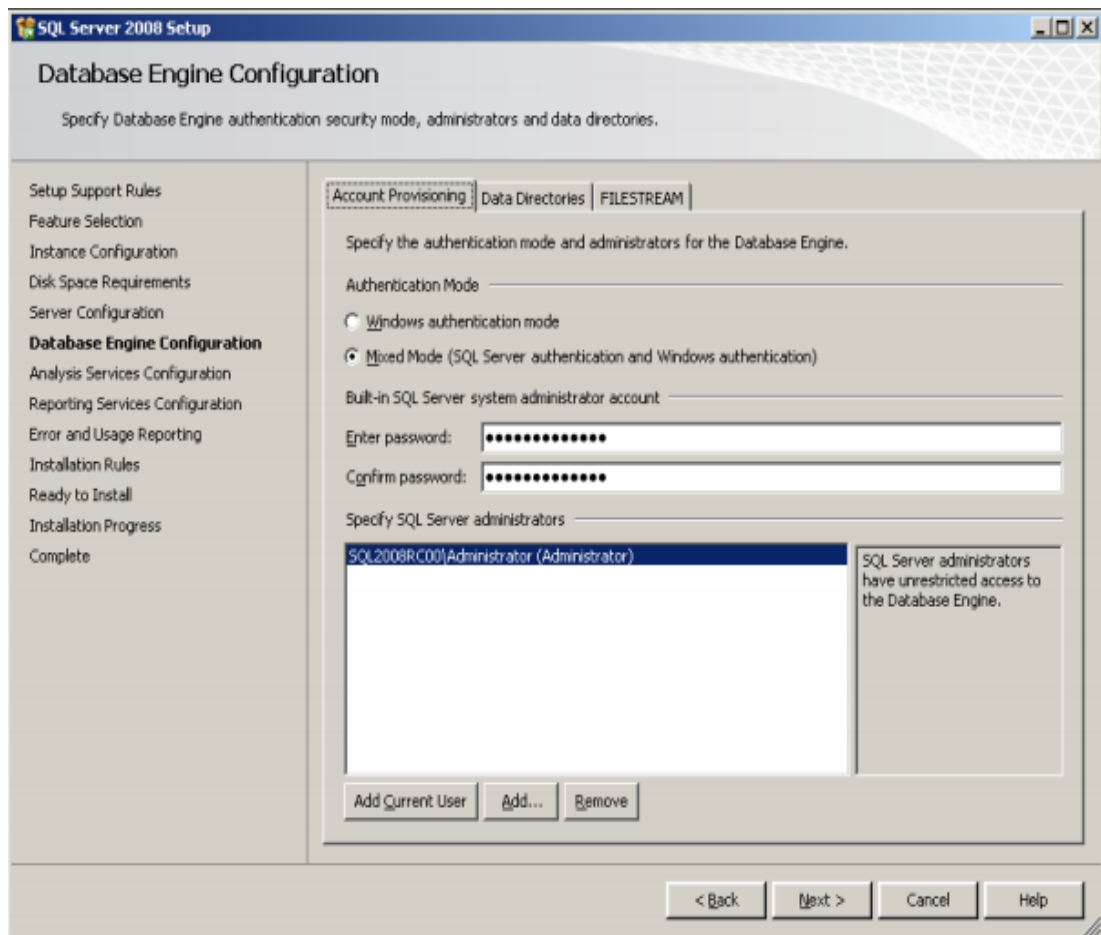 SQL Server 2008 Setup
Database Engine Configuration
Specify Database Engine authentication security mode, administrators and data directories.
Setup Support Rules
Feature Selection
Instance Configuration
Disk Space Requirements
Server Configuration
Database Engine Configuration
Analysis Services Configuration
Reporting Services Configuration
Error and Usage Reporting
Installation Rules
Ready to Install
Installation Progress
Complete
Account Provisioning
Data Directories
FILESTREAM
Specify the authentication mode and administrators for the Database Engine.
Authentication Mode
Windows authentication mode
Mixed Mode (SQL Server authentication and Windows authentication)
Built-in SQL Server system administrator account
Enter password: •••••••••••••
Confirm password: •••••••••••••
Specify SQL Server administrators
SQL2008RC00\Administrator (Administrator)
SQL Server administrators
have unrestricted access to
the Database Engine.
Add Current User
Add...
Remove
< Back
Next >
Cancel
Help